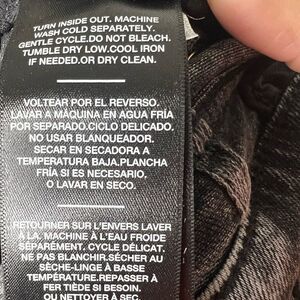 TURN INSIDE OUT. MACHINE
WASH COLD SEPARATELY.
GENTLE CYCLE.DO NOT BLEACH.
TUMBLE DRY LOW.COOL IRON
IF NEEDED.OR DRY CLEAN.
VOLTEAR POR EL REVERSO.
LAVAR A MÁQUINA EN AGUA FRÍA
POR SEPARADO.CICLO DELICADO.
NO USAR BLANQUEADOR.
SECAR EN SECADORA A
TEMPERATURA BAJA.PLANCHA
FRÍA SI ES NECESARIO,
O LAVAR EN SECO.
RETOURNER SUR L'ENVERS LAVER
À LA MACHINE À L'EAU FROIDE
SÉPARÉMENT. CYCLE DÉLICAT.
NE PAS BLANCHIR.SÉCHER AU
SÈCHE-LINGE À BASSE
TEMPÉRATURE.REPASSER À
FER TIÈDE SI BESOIN.
OU NETTOYER À SEC.